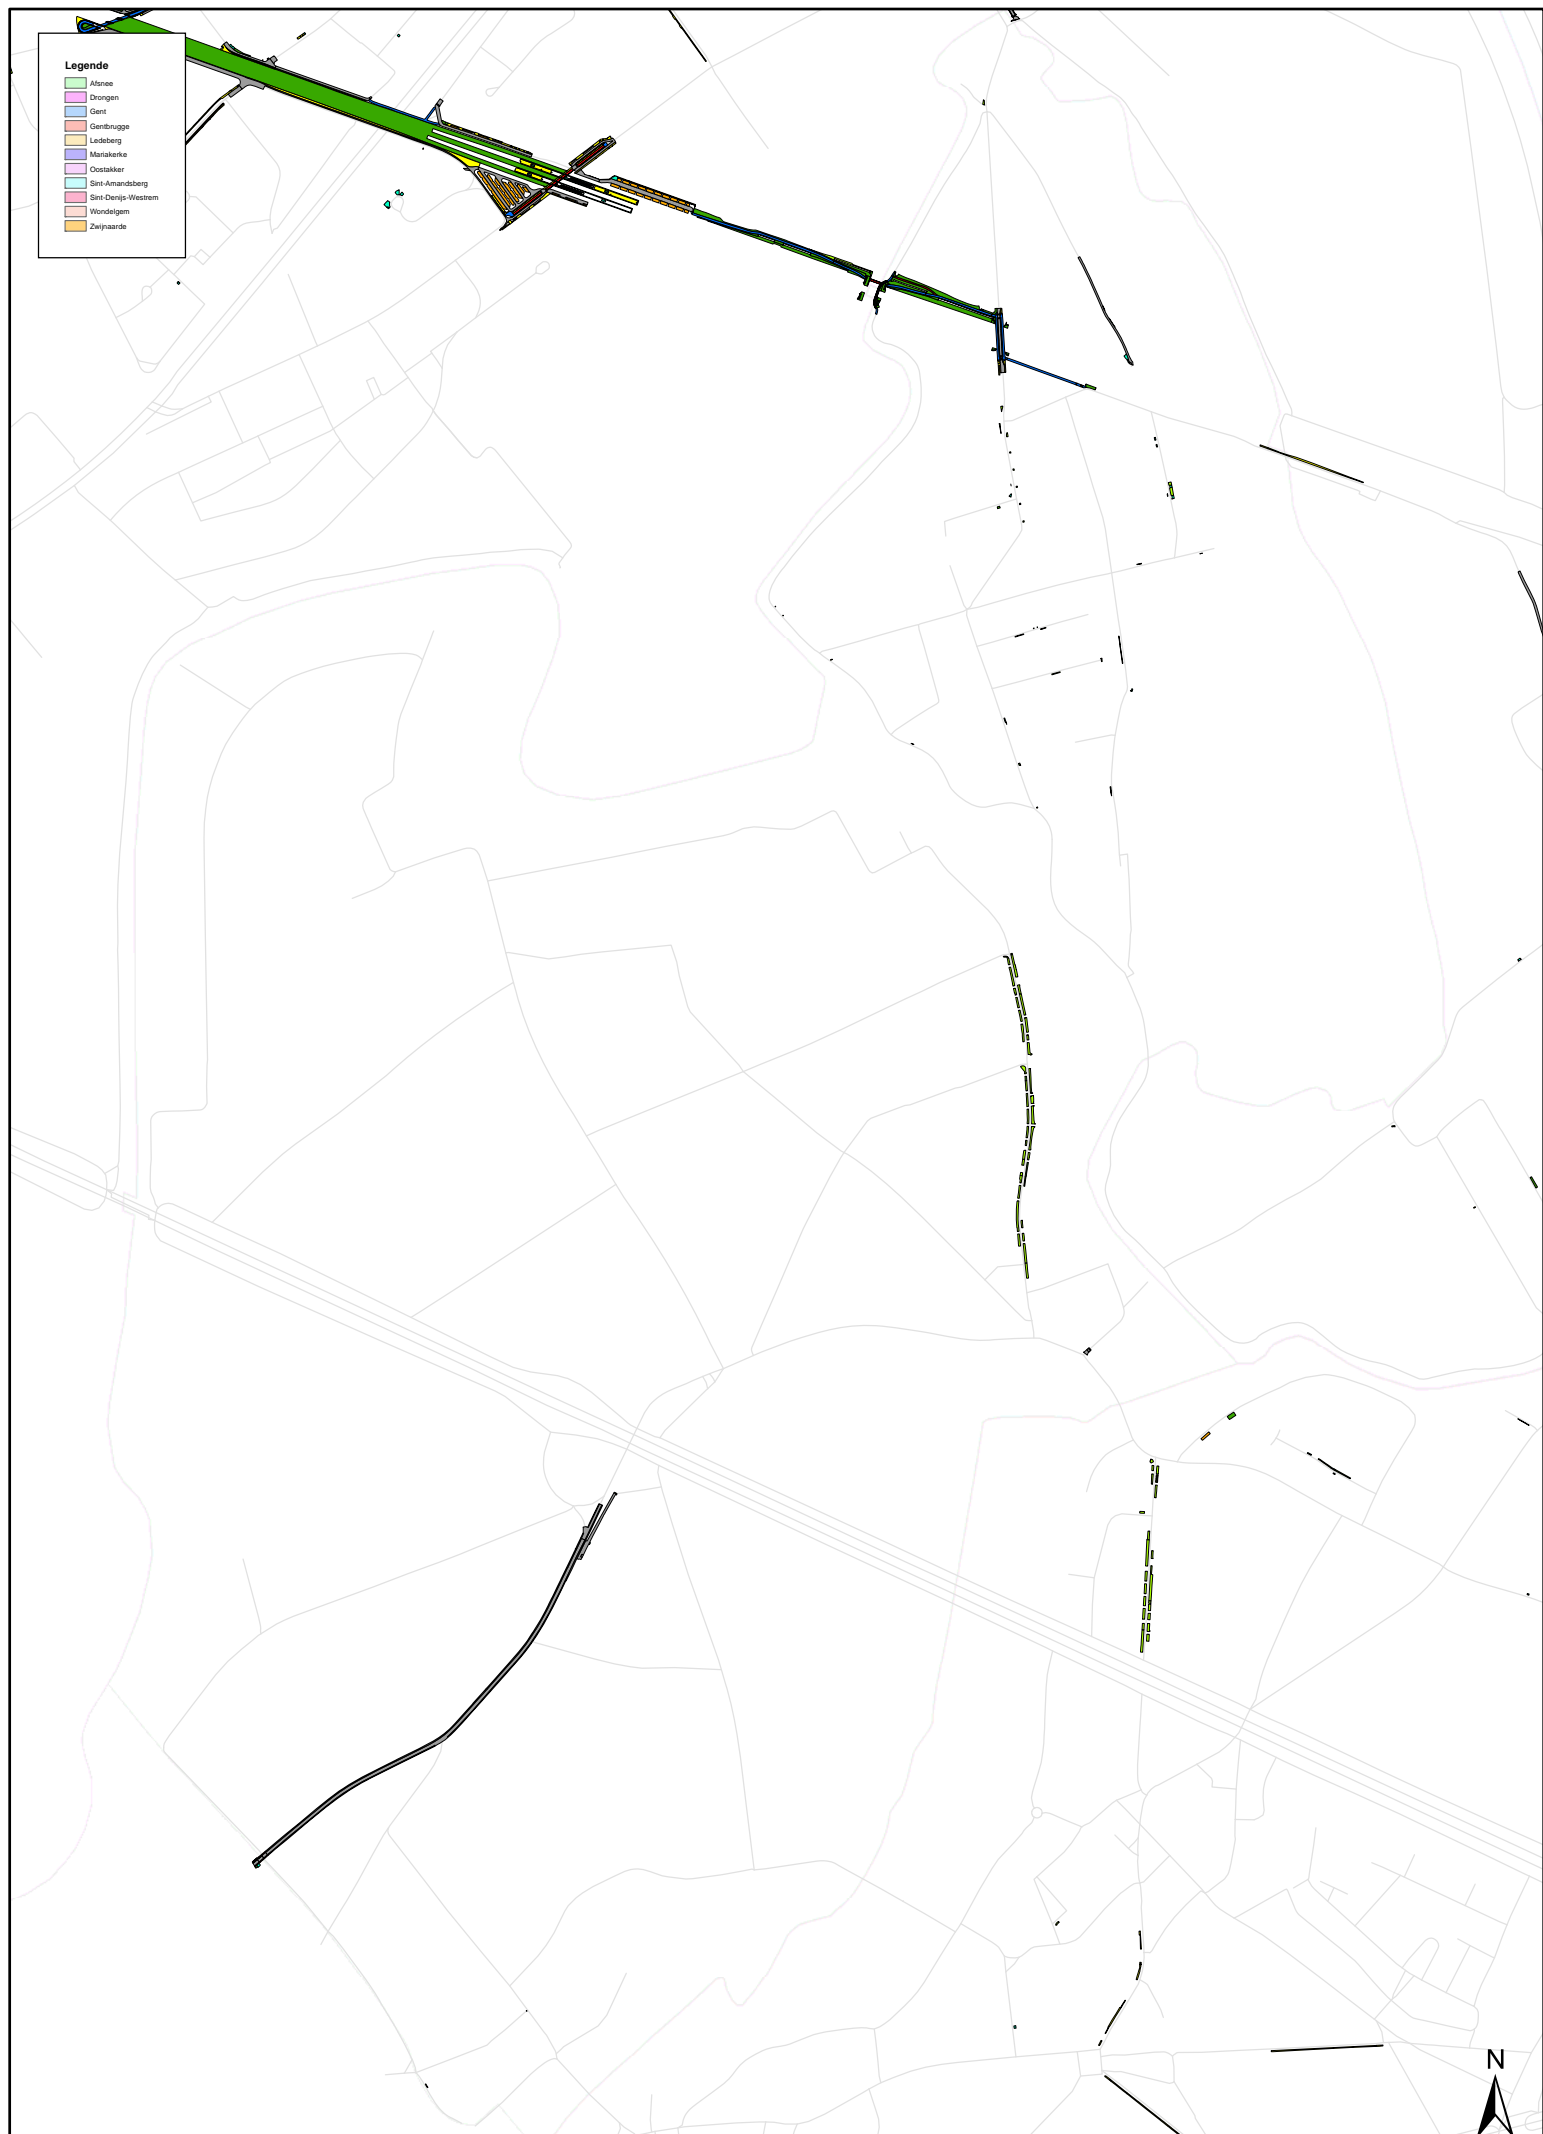 Legende
Afsnee
Drongen
Gent
Gentbrugge
Ledeberg
Mariakerke
Oostakker
Sint-Amandsberg
Sint-Denijs-Westrem
Wondelgem
Zwijnaarde
N